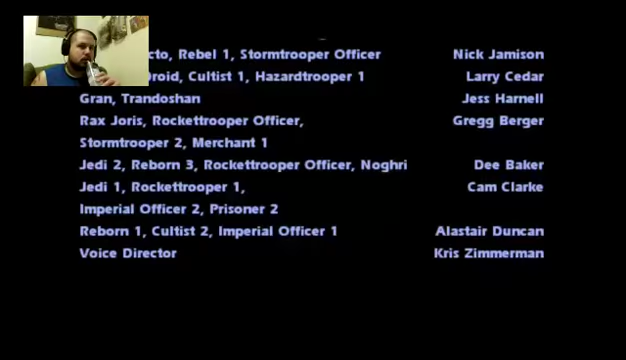 cto, Rebel 1, Stormtrooper Officer Nick Jamison
Droid, Cultist 1, Hazardtrooper 1 Larry Cedar
Gran, Trandoshan Jess Harnell
Rax Joris, Rockettrooper Officer, Gregg Berger
Stormtrooper 2, Merchant 1
Jedi 2, Reborn 3, Rockettrooper Officer, Noghri Dee Baker
Jedi 1, Rockettrooper 1, Cam Clarke
Imperial Officer 2, Prisoner 2
Reborn 1, Cultist 2, Imperial Officer 1 Alastair Duncan
Voice Director Kris Zimmerman